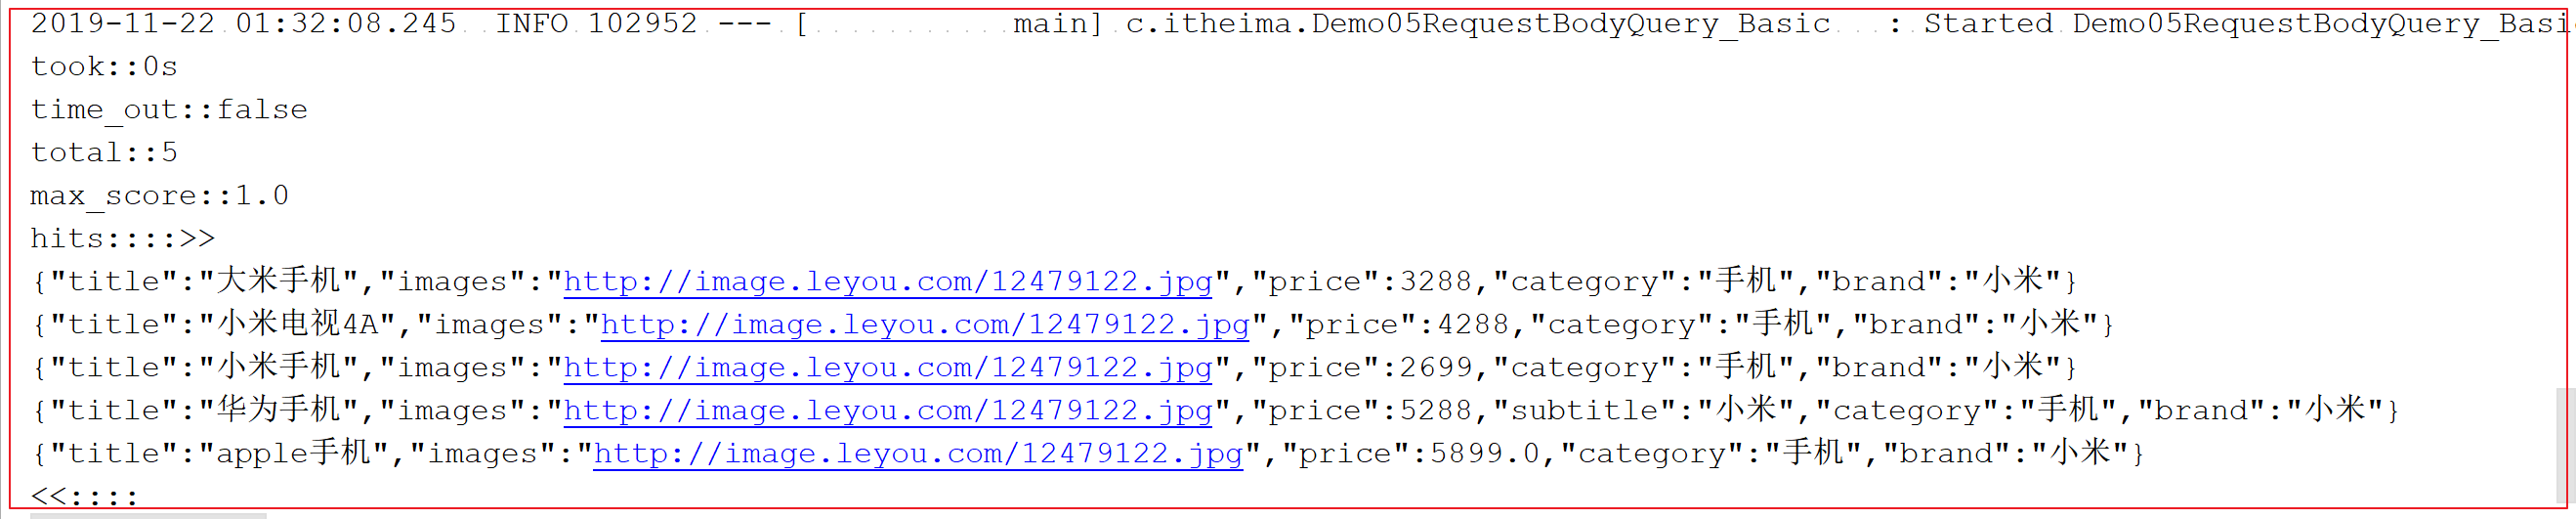 2019-11-22 01:32:08.245  INFO 102952 --- [           main] c.itheima.Demo05RequestBodyQuery_Basic   : Started Demo05RequestBodyQuery_Basi
took::0s
time_out::false
total::5
max_score::1.0
hits::::>>
{"title":"大米手机","images":"http://image.leyou.com/12479122.jpg","price":3288,"category":"手机","brand":"小米"}
{"title":"小米电视4A","images":"http://image.leyou.com/12479122.jpg","price":4288,"category":"手机","brand":"小米"}
{"title":"小米手机","images":"http://image.leyou.com/12479122.jpg","price":2699,"category":"手机","brand":"小米"}
{"title":"华为手机","images":"http://image.leyou.com/12479122.jpg","price":5288,"subtitle":"小米","category":"手机","brand":"小米"}
{"title":"apple手机","images":"http://image.leyou.com/12479122.jpg","price":5899.0,"category":"手机","brand":"小米"}
<<::::